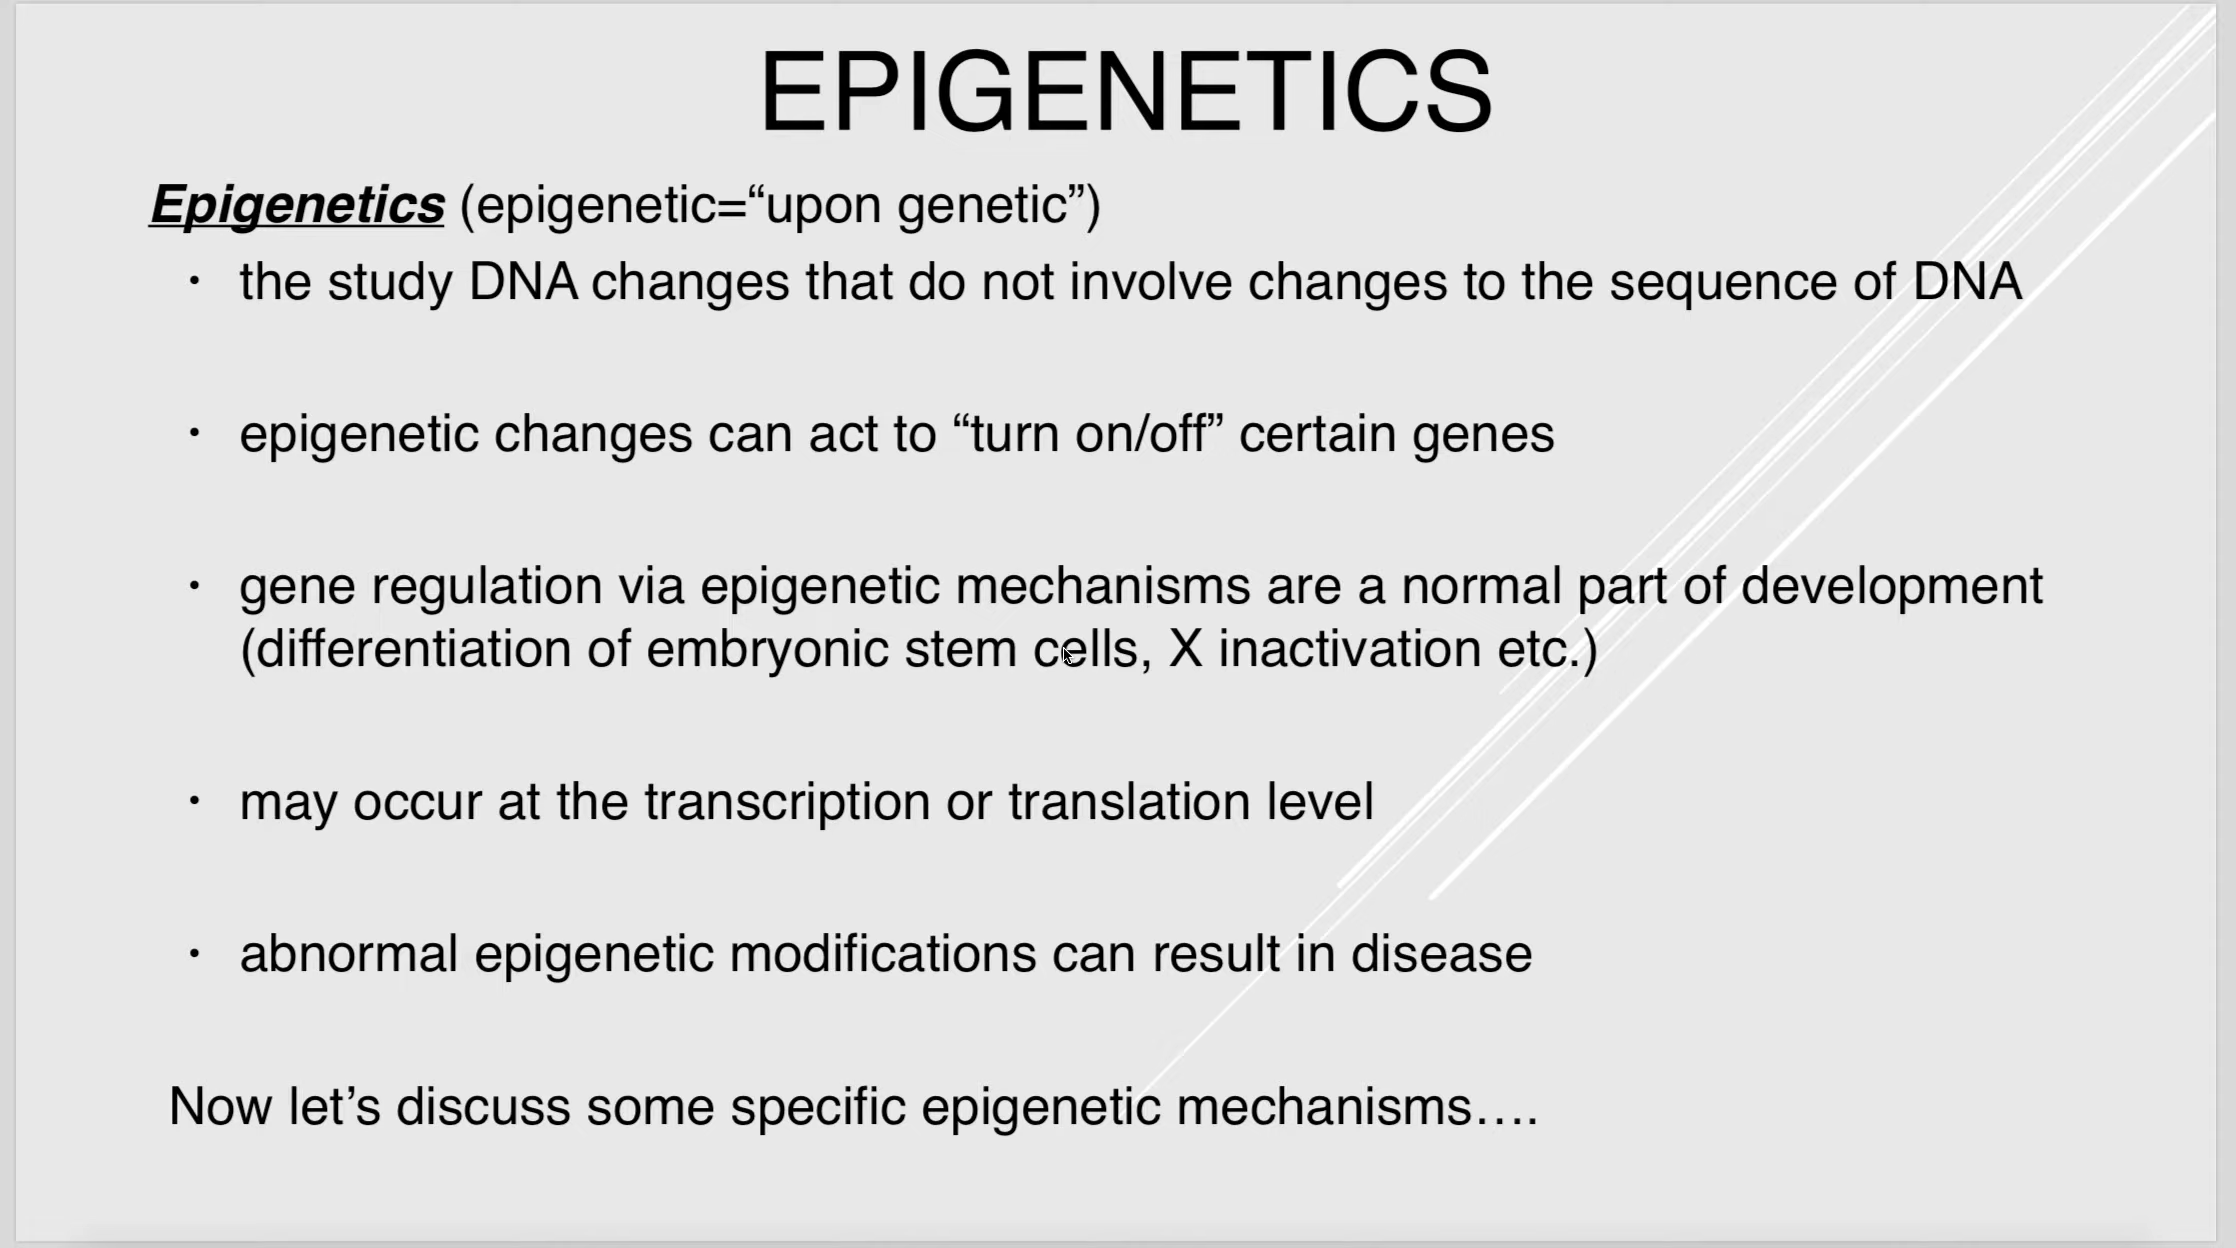 EPIGENETICS
Epigenetics (epigenetic=“upon genetic”)
• the study DNA changes that do not involve changes to the sequence of DNA
• epigenetic changes can act to “turn on/off” certain genes
• gene regulation via epigenetic mechanisms are a normal part of development
(differentiation of embryonic stem cells, X inactivation etc.)
• may occur at the transcription or translation level
• abnormal epigenetic modifications can result in disease
Now let’s discuss some specific epigenetic mechanisms….